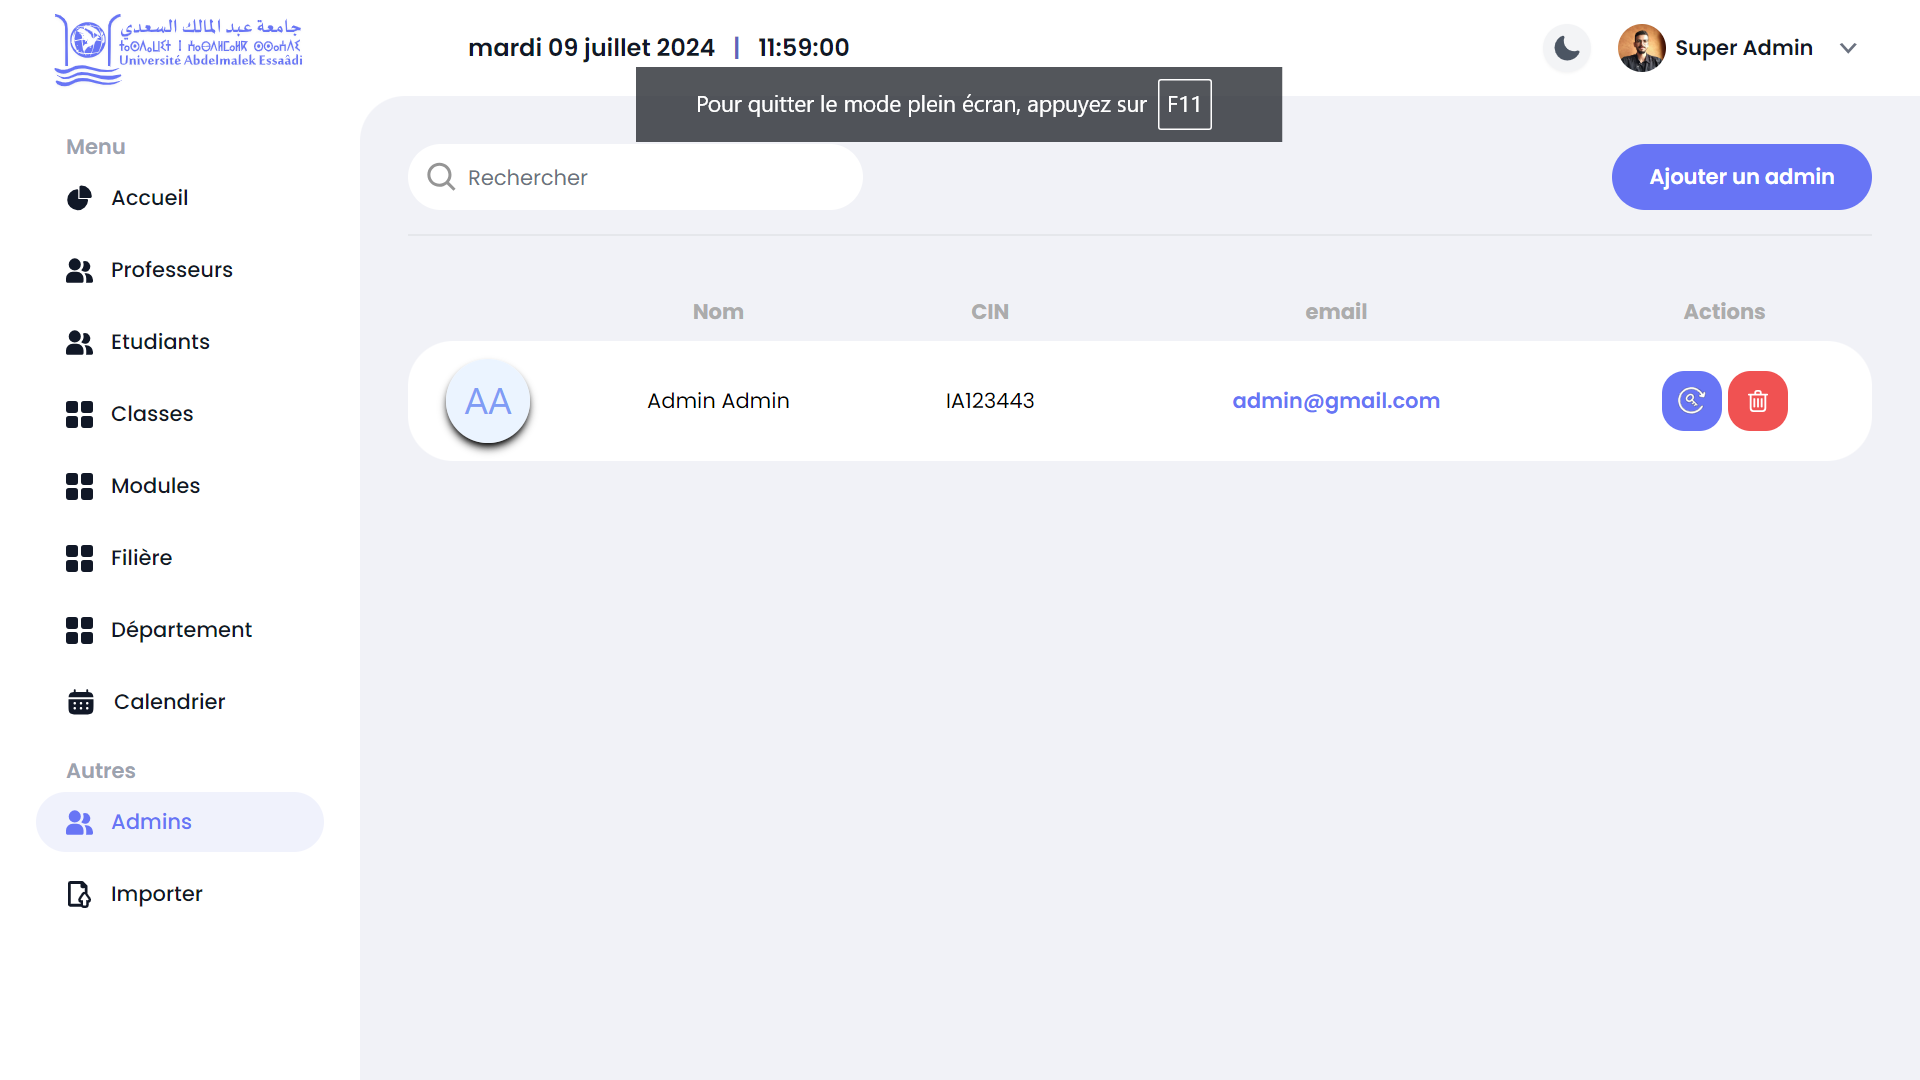 جامعة عبد المالك السعدي
ⵜⴰⵙⴷⴰⵡⵉⵜ ⵏ ⵄⴱⴷⵍⵎⴰⵍⴽ ⵙⵙⴰⵄⴷⵉ
Université Abdelmalek Essaâdi
mardi 09 juillet 2024 | 11:59:00
Super Admin
Pour quitter le mode plein écran, appuyez sur F11
Menu
Accueil
Professeurs
Etudiants
Classes
Modules
Filière
Département
Calendrier
Autres
Admins
Importer
Rechercher
Ajouter un admin
Nom CIN email Actions
AA Admin Admin IA123443 admin@gmail.com